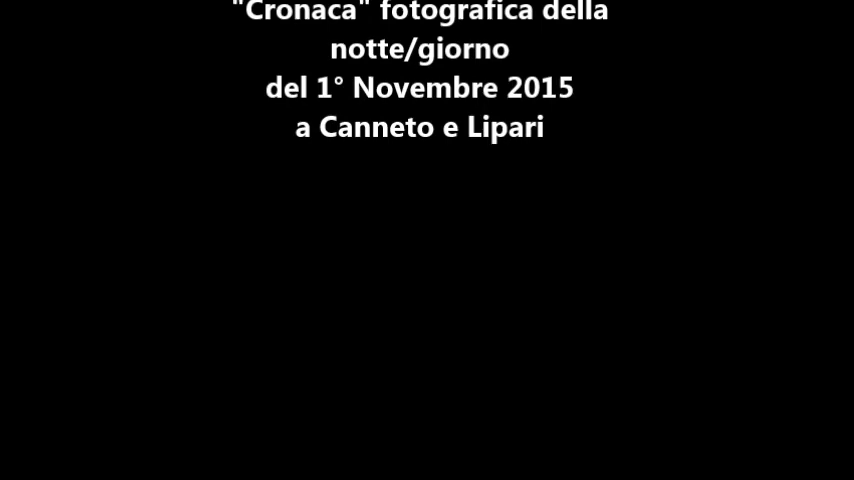 "Cronaca" fotografica della
notte/giorno
del 1° Novembre 2015
a Canneto e Lipari